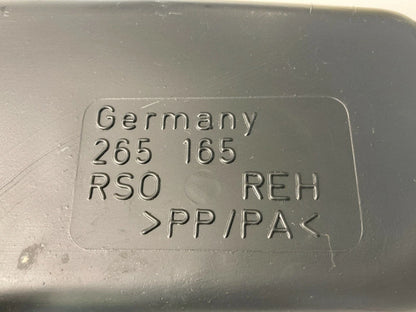 Germany
265 165
RSO REH
>PP/PA<